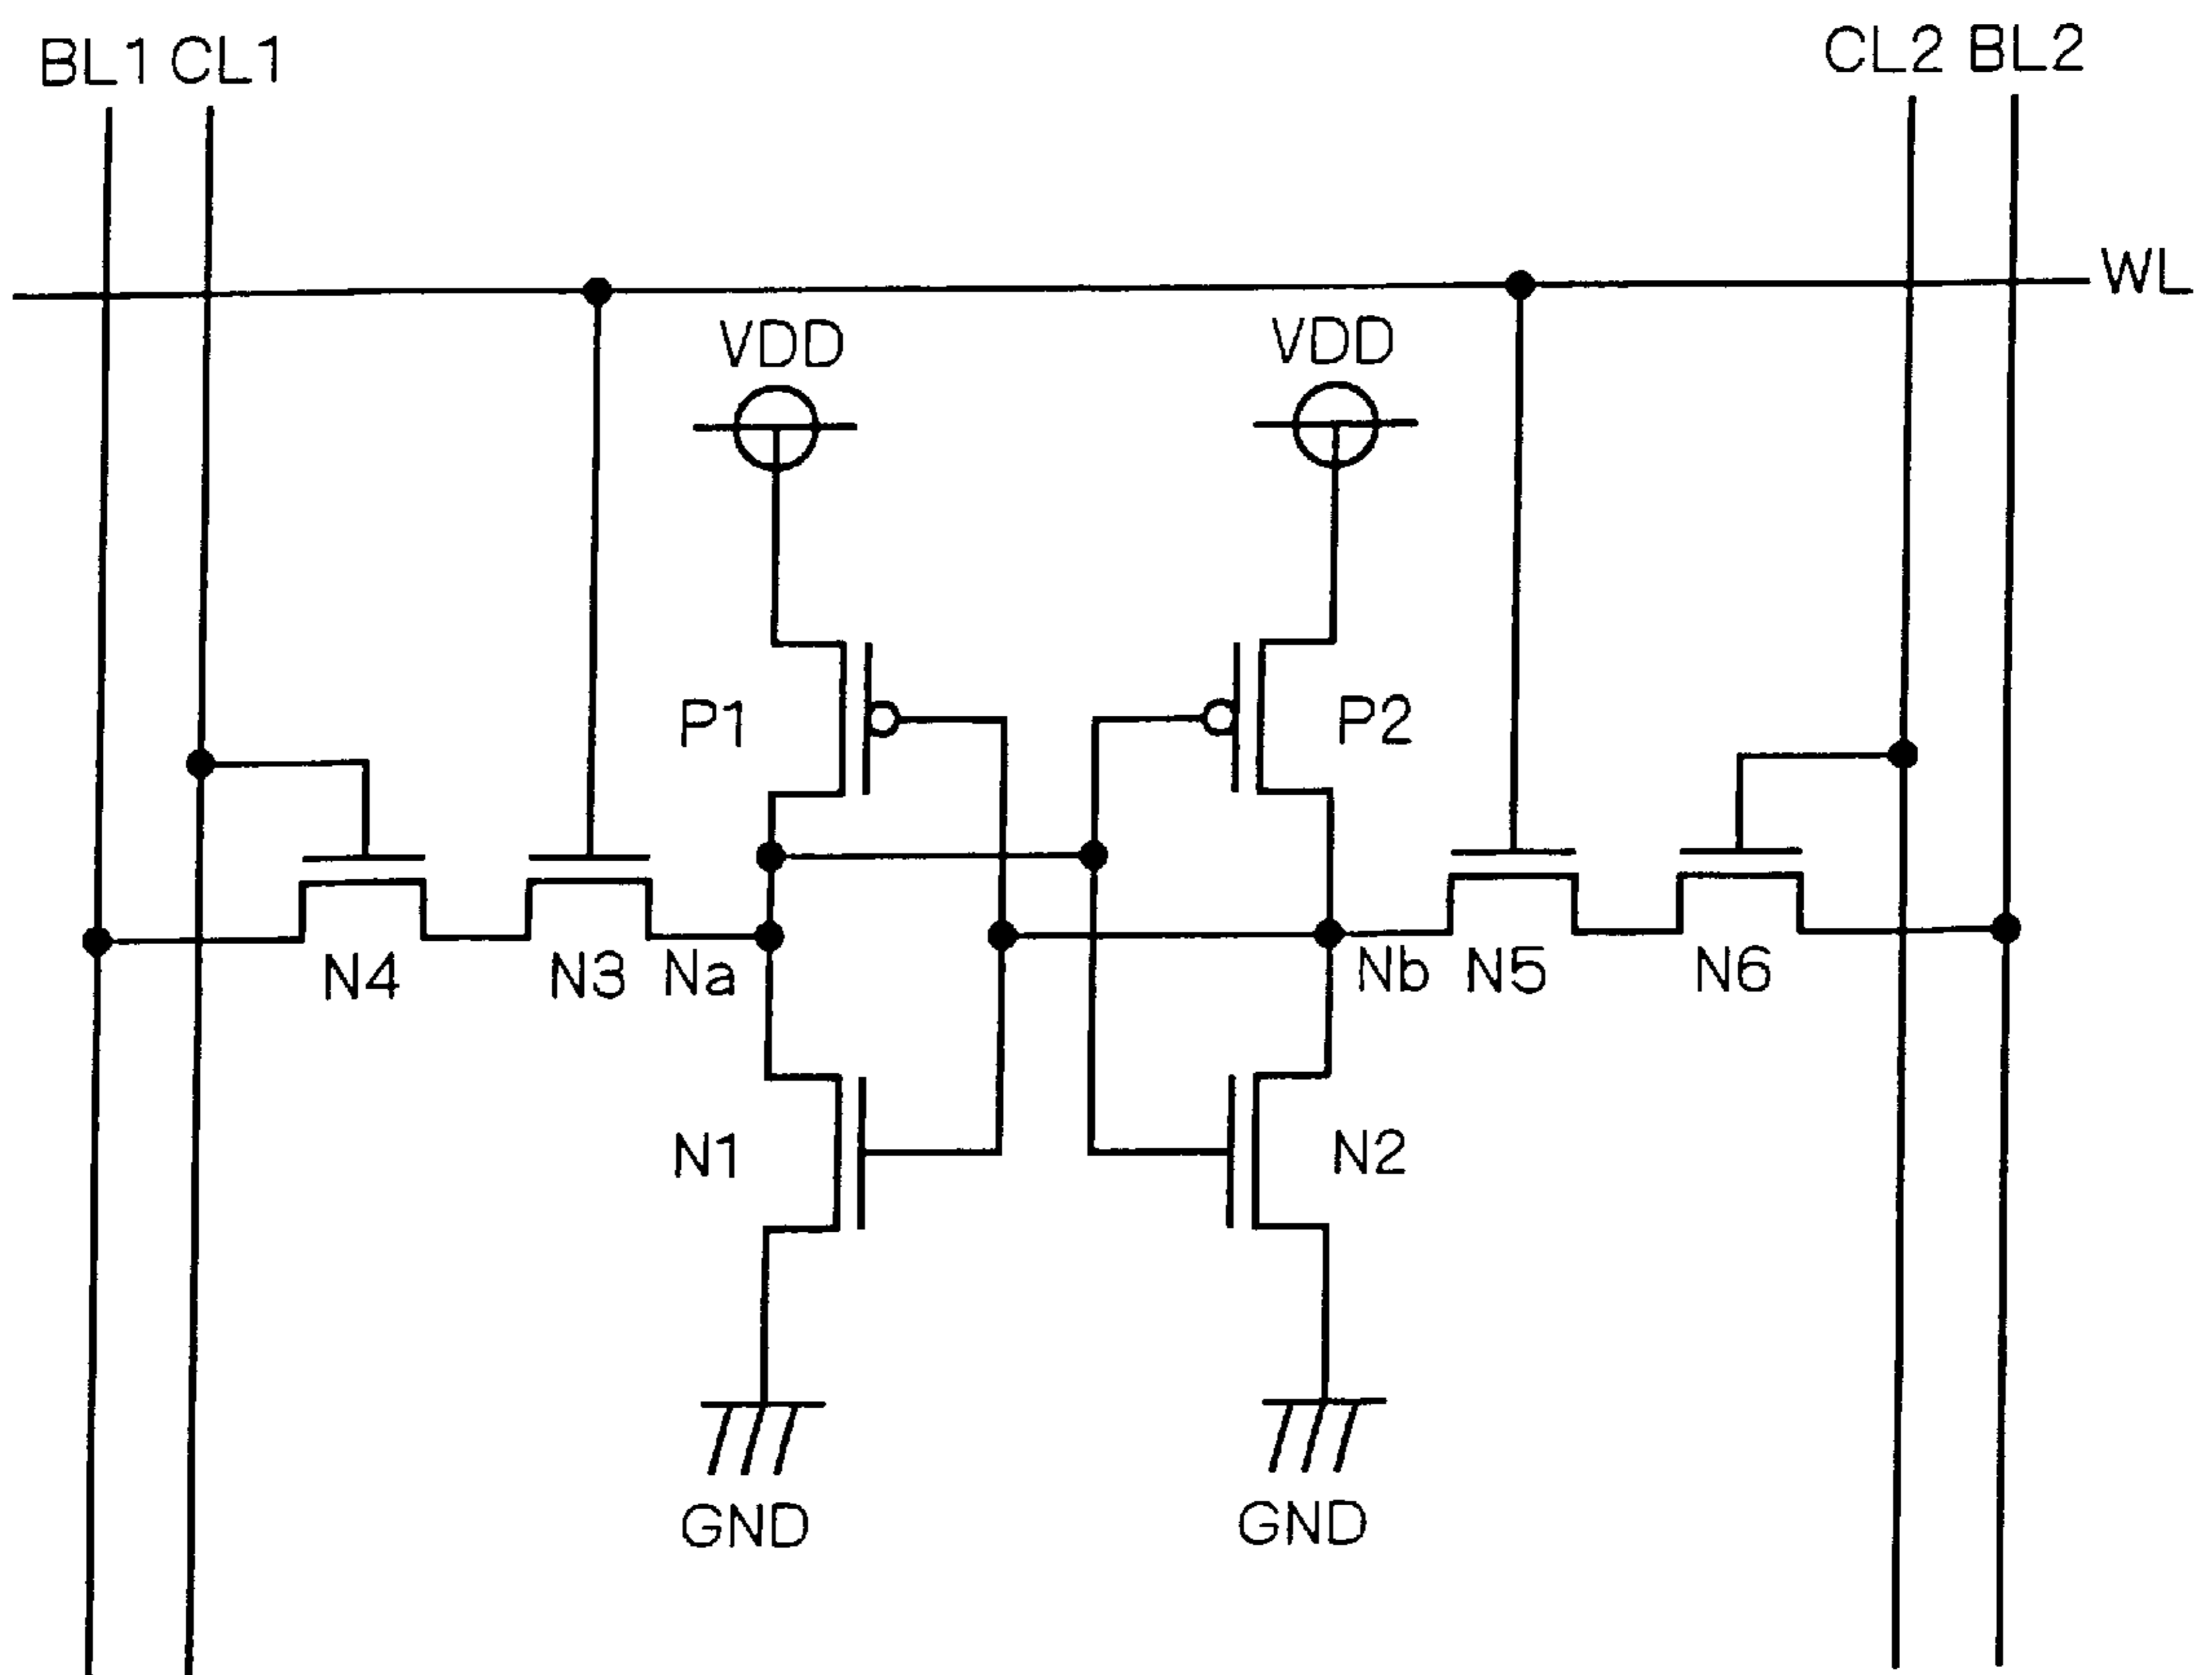 BL1 CL1 CL2 BL2
WL
VDD VDD
P1 P2
N4 N3 Na Nb N5 N6
N1 N2
GND GND